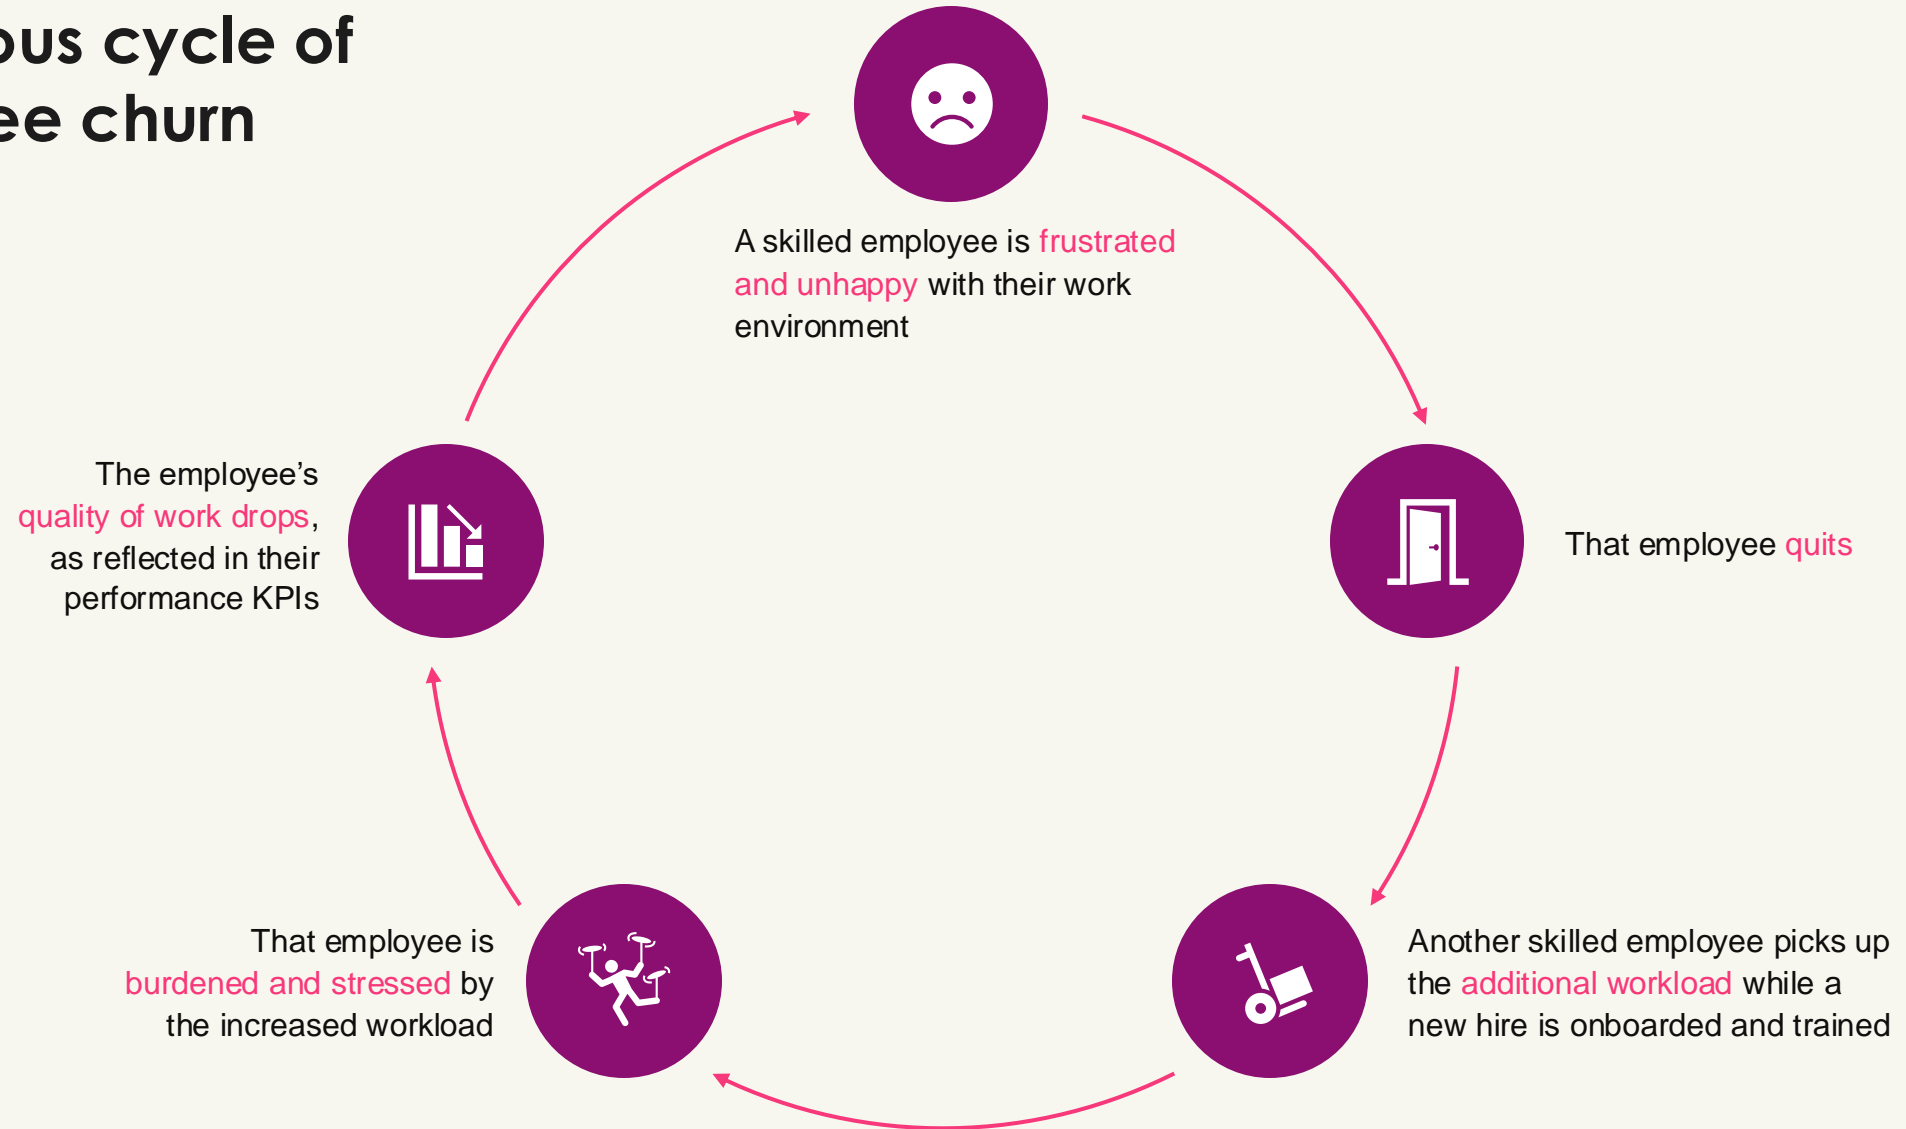 cycle of
churn
A skilled employee is frustrated
and unhappy with their work
environment
That employee quits
Another skilled employee picks up
the additional workload while a
new hire is onboarded and trained
That employee is
burdened and stressed by
the increased workload
The employee’s
quality of work drops,
as reflected in their
performance KPIs